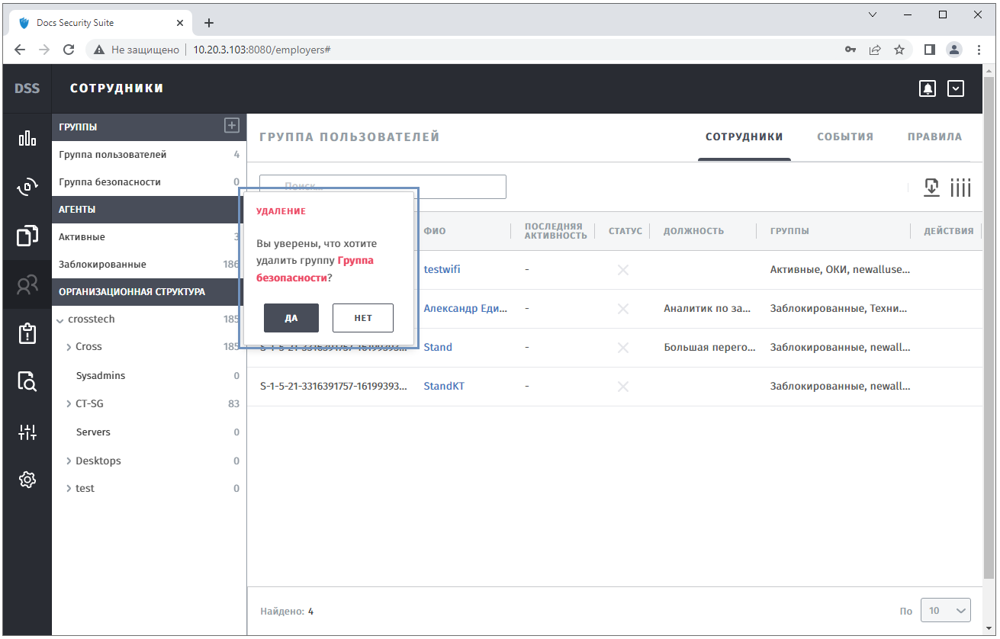 Docs Security Suite
Не защищено 10.20.3.103:8080/employers#
DSS СОТРУДНИКИ
ГРУППЫ
Группа пользователей 4
Группа безопасности 0
АГЕНТЫ
Активные 3
Заблокированные 186
ОРГАНИЗАЦИОННАЯ СТРУКТУРА
crosstech 185
Cross 185
Sysadmins 0
CT-SG 83
Servers 0
Desktops 0
test 0
ГРУППА ПОЛЬЗОВАТЕЛЕЙ СОТРУДНИКИ СОБЫТИЯ ПРАВИЛА
Поиск...
УДАЛЕНИЕ
Вы уверены, что хотите
удалить группу Группа
безопасности?
ДА НЕТ
ФИО ПОСЛЕДНЯЯ АКТИВНОСТЬ СТАТУС ДОЛЖНОСТЬ ГРУППЫ ДЕЙСТВИЯ
testwifi - Активные, ОКИ, newalluse...
Александр Еди... - Аналитик по за... Заблокированные, Техни...
S-1-5-21-3316391757-16199393... Stand - Большая перего... Заблокированные, newall...
S-1-5-21-3316391757-16199393... StandKT - Заблокированные, newall...
Найдено: 4 По 10